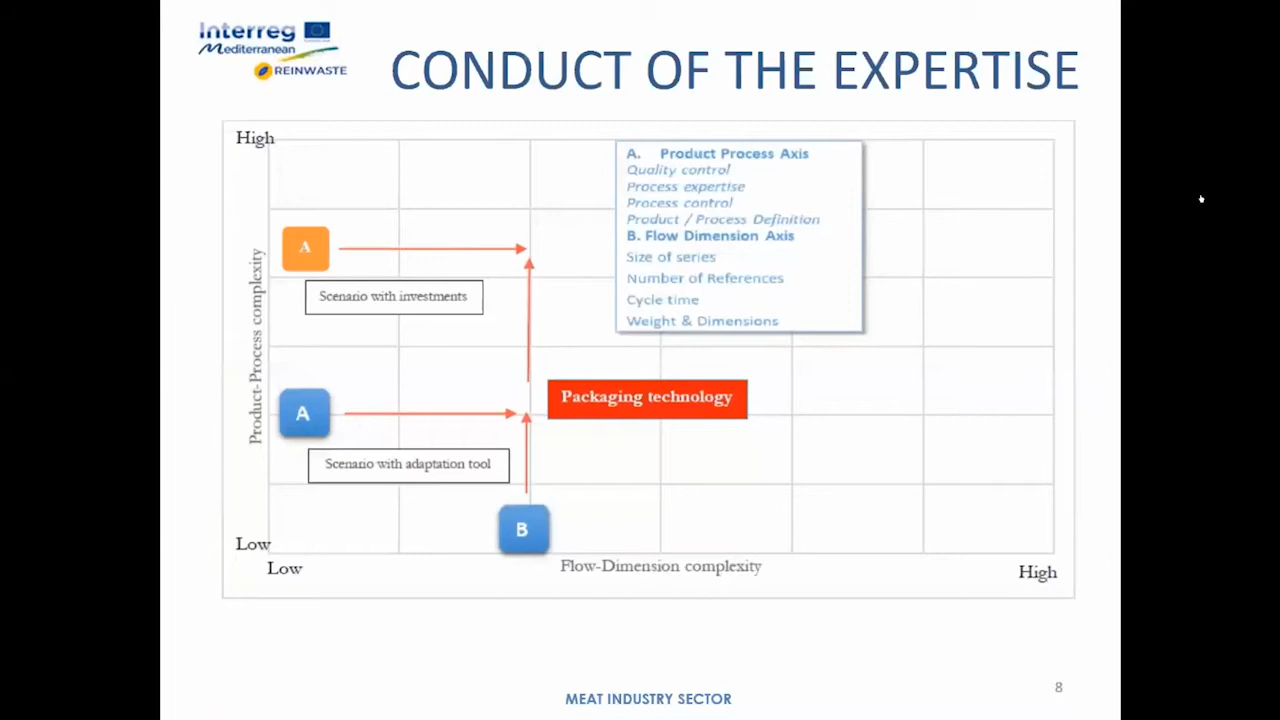 Interreg
Mediterranean
REINWASTE
CONDUCT OF THE EXPERTISE
High
A. Product Process Axis
Quality control
Process expertise
Process control
Product / Process Definition
B. Flow Dimension Axis
Size of series
Number of References
Cycle time
Weight & Dimensions
A
Scenario with investments
Product-Process complexity
Packaging technology
A
Scenario with adaptation tool
B
Low
Low
Flow-Dimension complexity
High
8
MEAT INDUSTRY SECTOR